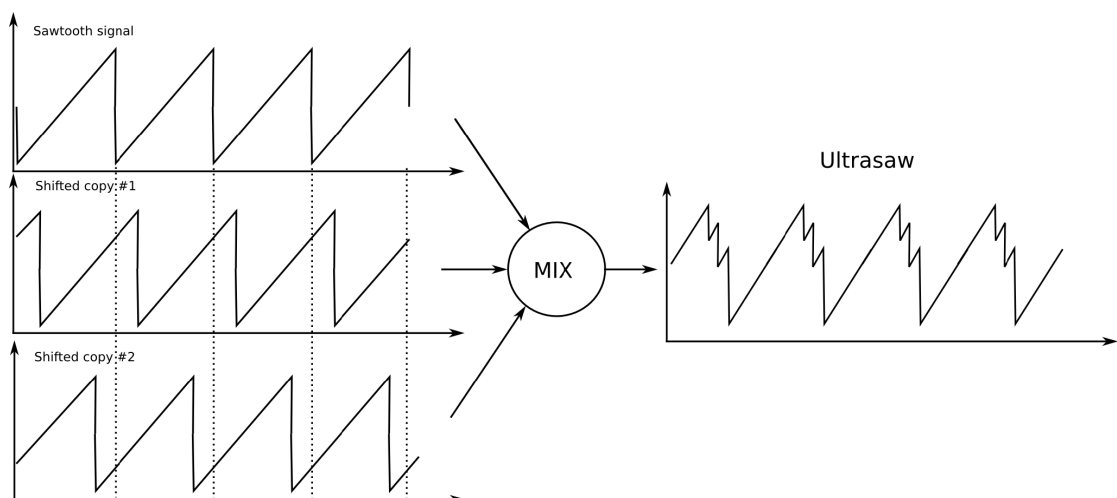 Sawtooth signal
Shifted copy #1
Shifted copy #2
MIX
Ultrasaw